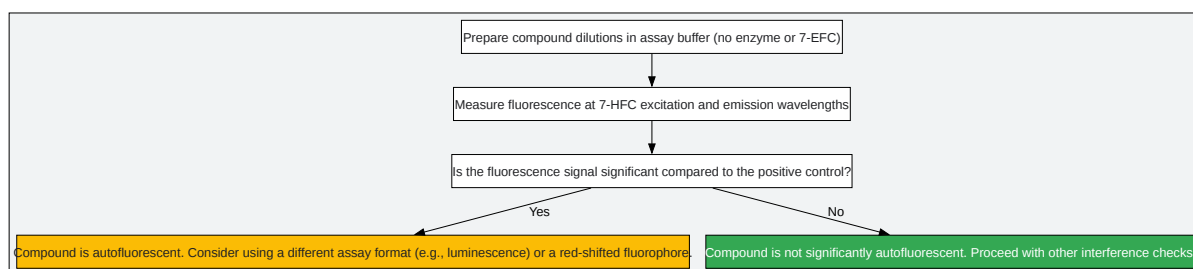 Prepare compound dilutions in assay buffer (no enzyme or 7-EFC)
Measure fluorescence at 7-HFC excitation and emission wavelengths
Is the fluorescence signal significant compared to the positive control?
Yes
No
Compound is autofluorescent. Consider using a different assay format (e.g., luminescence) or a red-shifted fluorophore.
Compound is not significantly autofluorescent. Proceed with other interference checks.